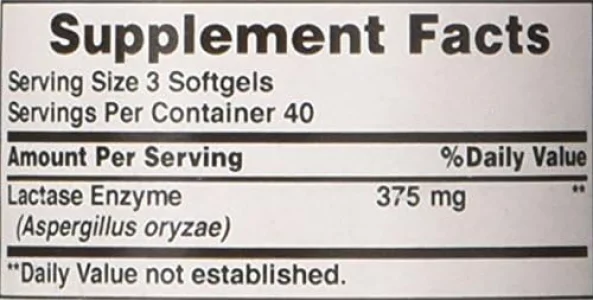 Supplement Facts
Serving Size 3 Softgels
Servings Per Container 40
Amount Per Serving %Daily Value
Lactase Enzyme 375 mg **
(Aspergillus oryzae)
**Daily Value not established.